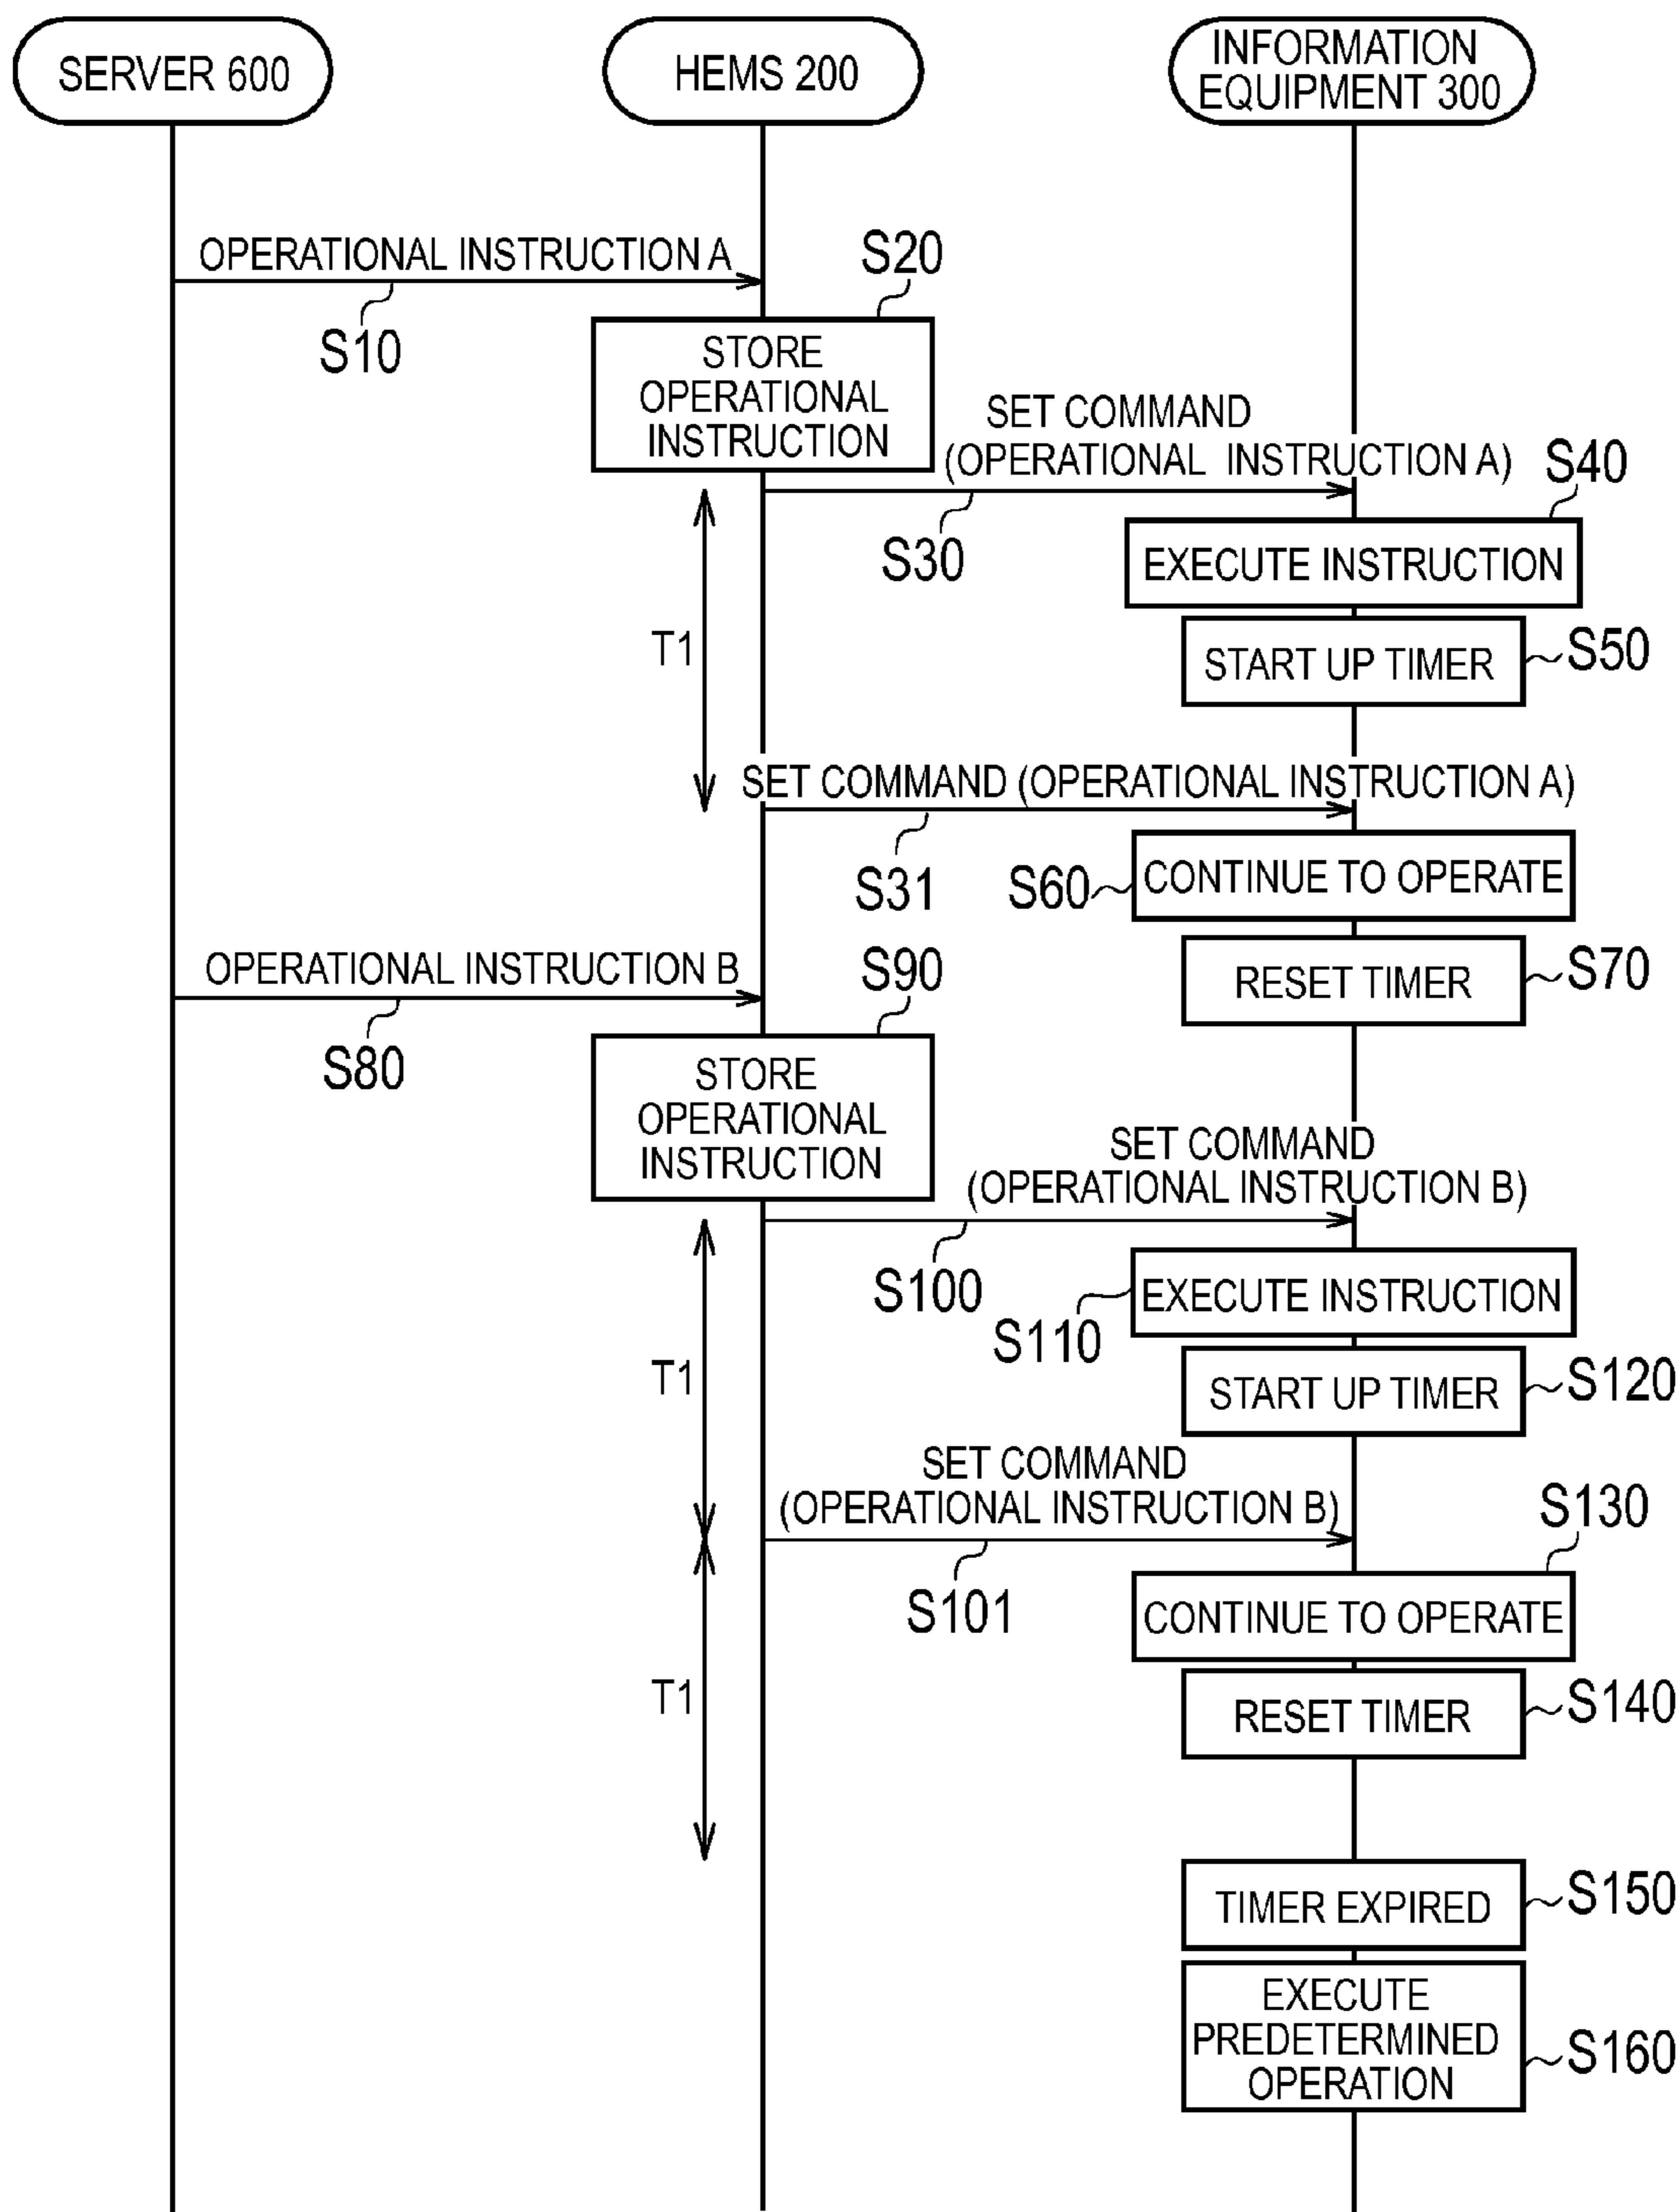 SERVER 600
HEMS 200
INFORMATION
EQUIPMENT 300
OPERATIONAL INSTRUCTION A
S10
S20
STORE
OPERATIONAL
INSTRUCTION
SET COMMAND
(OPERATIONAL INSTRUCTION A)
S30
S40
EXECUTE INSTRUCTION
T1
START UP TIMER
S50
SET COMMAND (OPERATIONAL INSTRUCTION A)
S31
S60
CONTINUE TO OPERATE
OPERATIONAL INSTRUCTION B
S80
S90
RESET TIMER
S70
STORE
OPERATIONAL
INSTRUCTION
SET COMMAND
(OPERATIONAL INSTRUCTION B)
S100
S110
EXECUTE INSTRUCTION
T1
START UP TIMER
S120
SET COMMAND
(OPERATIONAL INSTRUCTION B)
S101
S130
CONTINUE TO OPERATE
T1
RESET TIMER
S140
TIMER EXPIRED
S150
EXECUTE
PREDETERMINED
OPERATION
S160